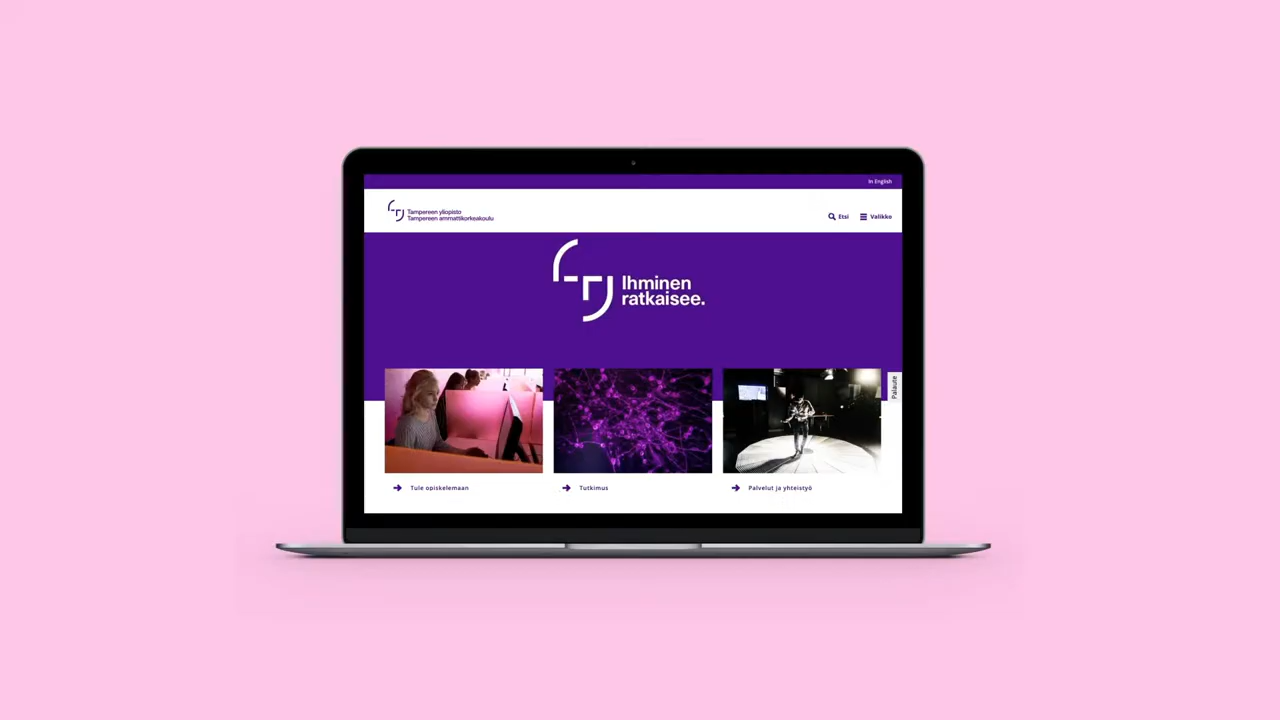 In English
Tampereen yliopisto
Tampereen ammattikorkeakoulu
Etsi
Valikko
Ihminen
ratkaisee.
Palaute
Tule opiskelemaan
Tutkimus
Palvelut ja yhteistyö